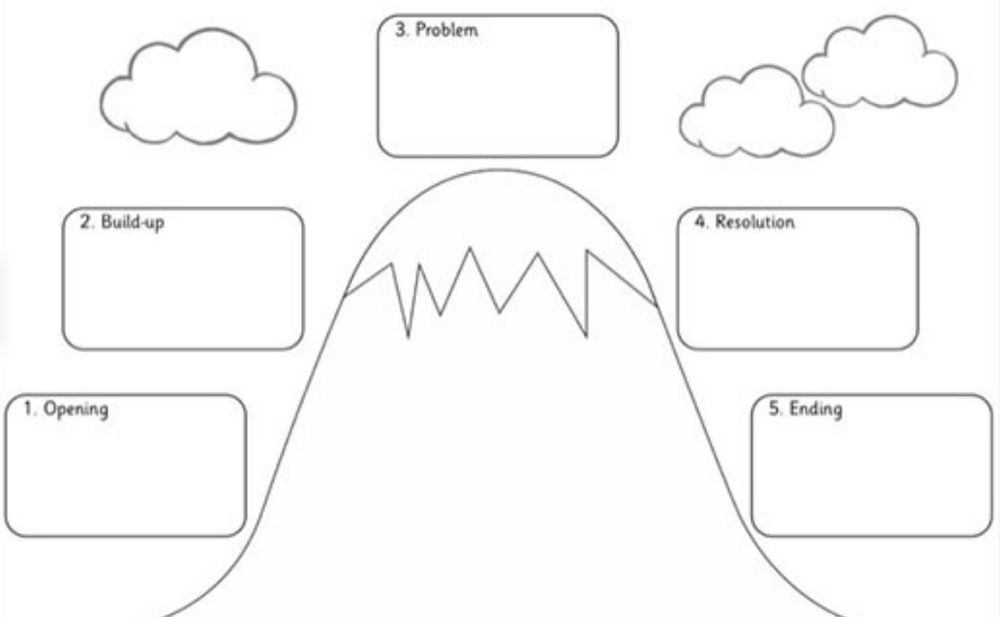 3. Problem
2. Build-up
4. Resolution
1. Opening
5. Ending